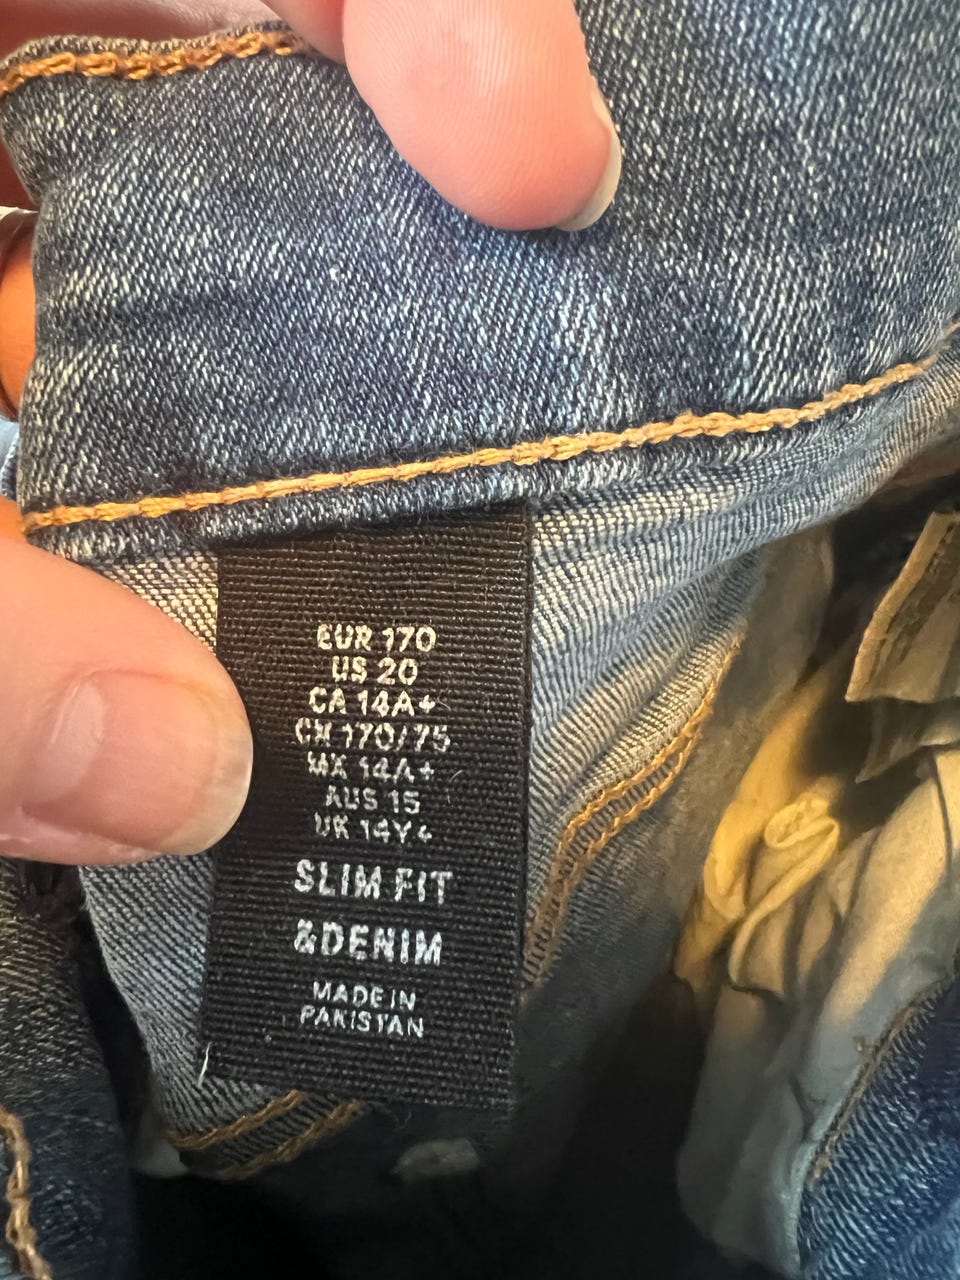 EUR 170
US 20
CA 14A+
CN 170/75
MX 14A+
AUS 15
UK 14Y+
SLIM FIT
&DENIM
MADE IN
PAKISTAN